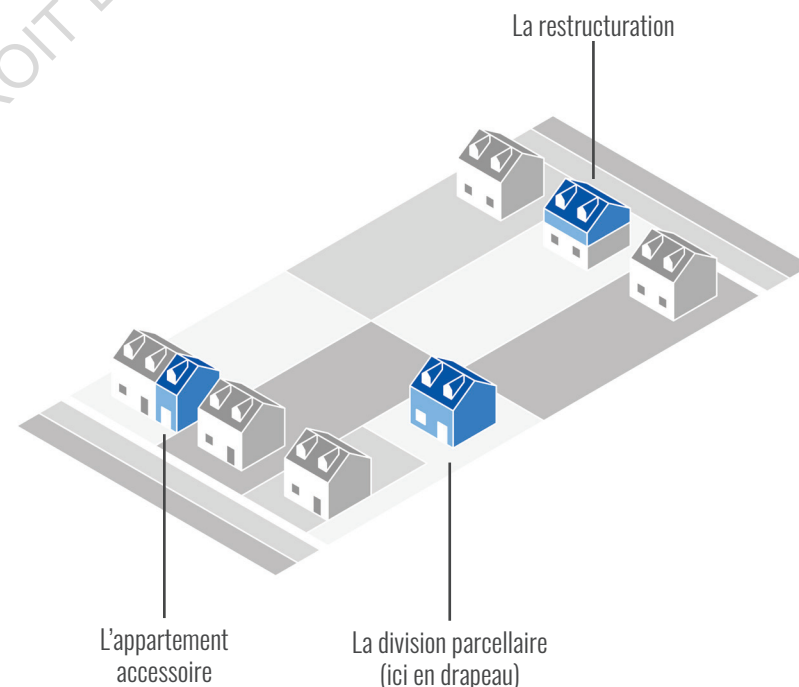 La restructuration
L'appartement
accessoire
La division parcellaire
(ici en drapeau)